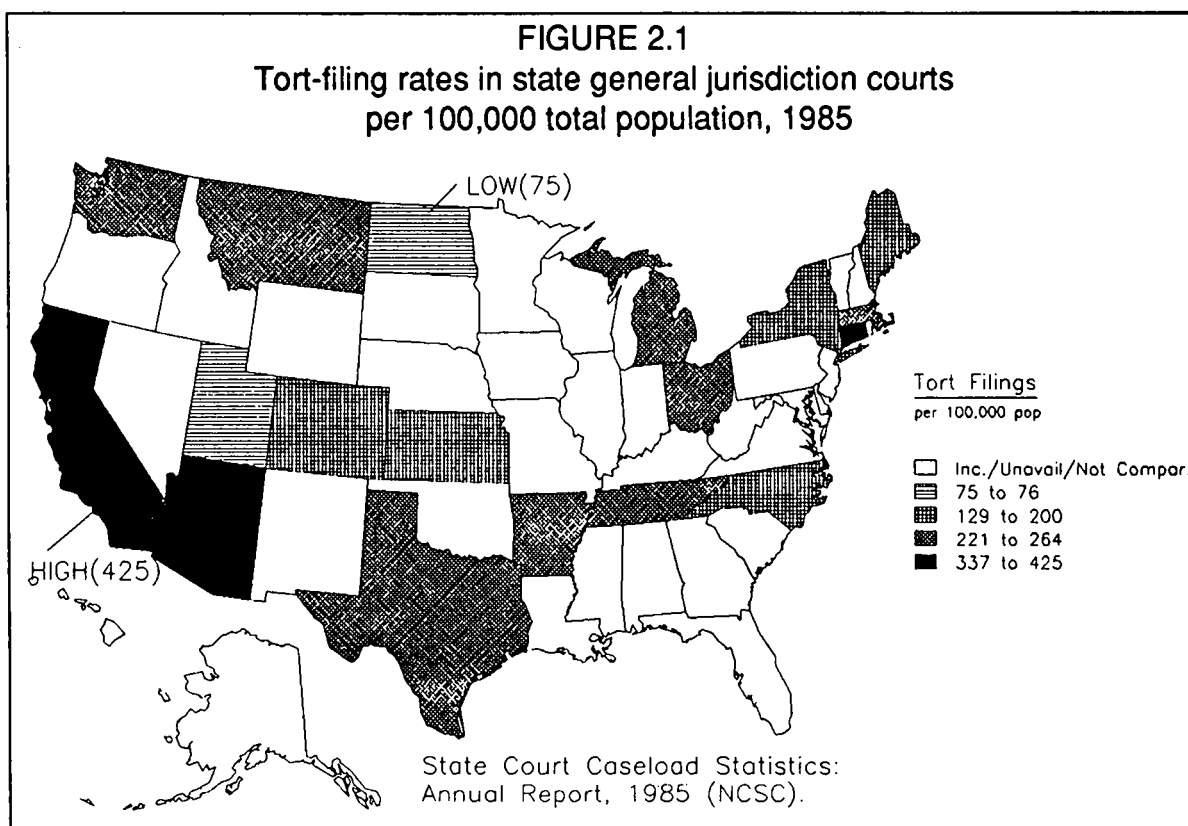 FIGURE 2.1
Tort-filing rates in state general jurisdiction courts
per 100,000 total population, 1985
LOW(75)
HIGH(425)
Tort Filings
per 100,000 pop
Inc./Unavail/Not Compar.
75 to 76
129 to 200
221 to 264
337 to 425
State Court Caseload Statistics:
Annual Report, 1985 (NCSC).